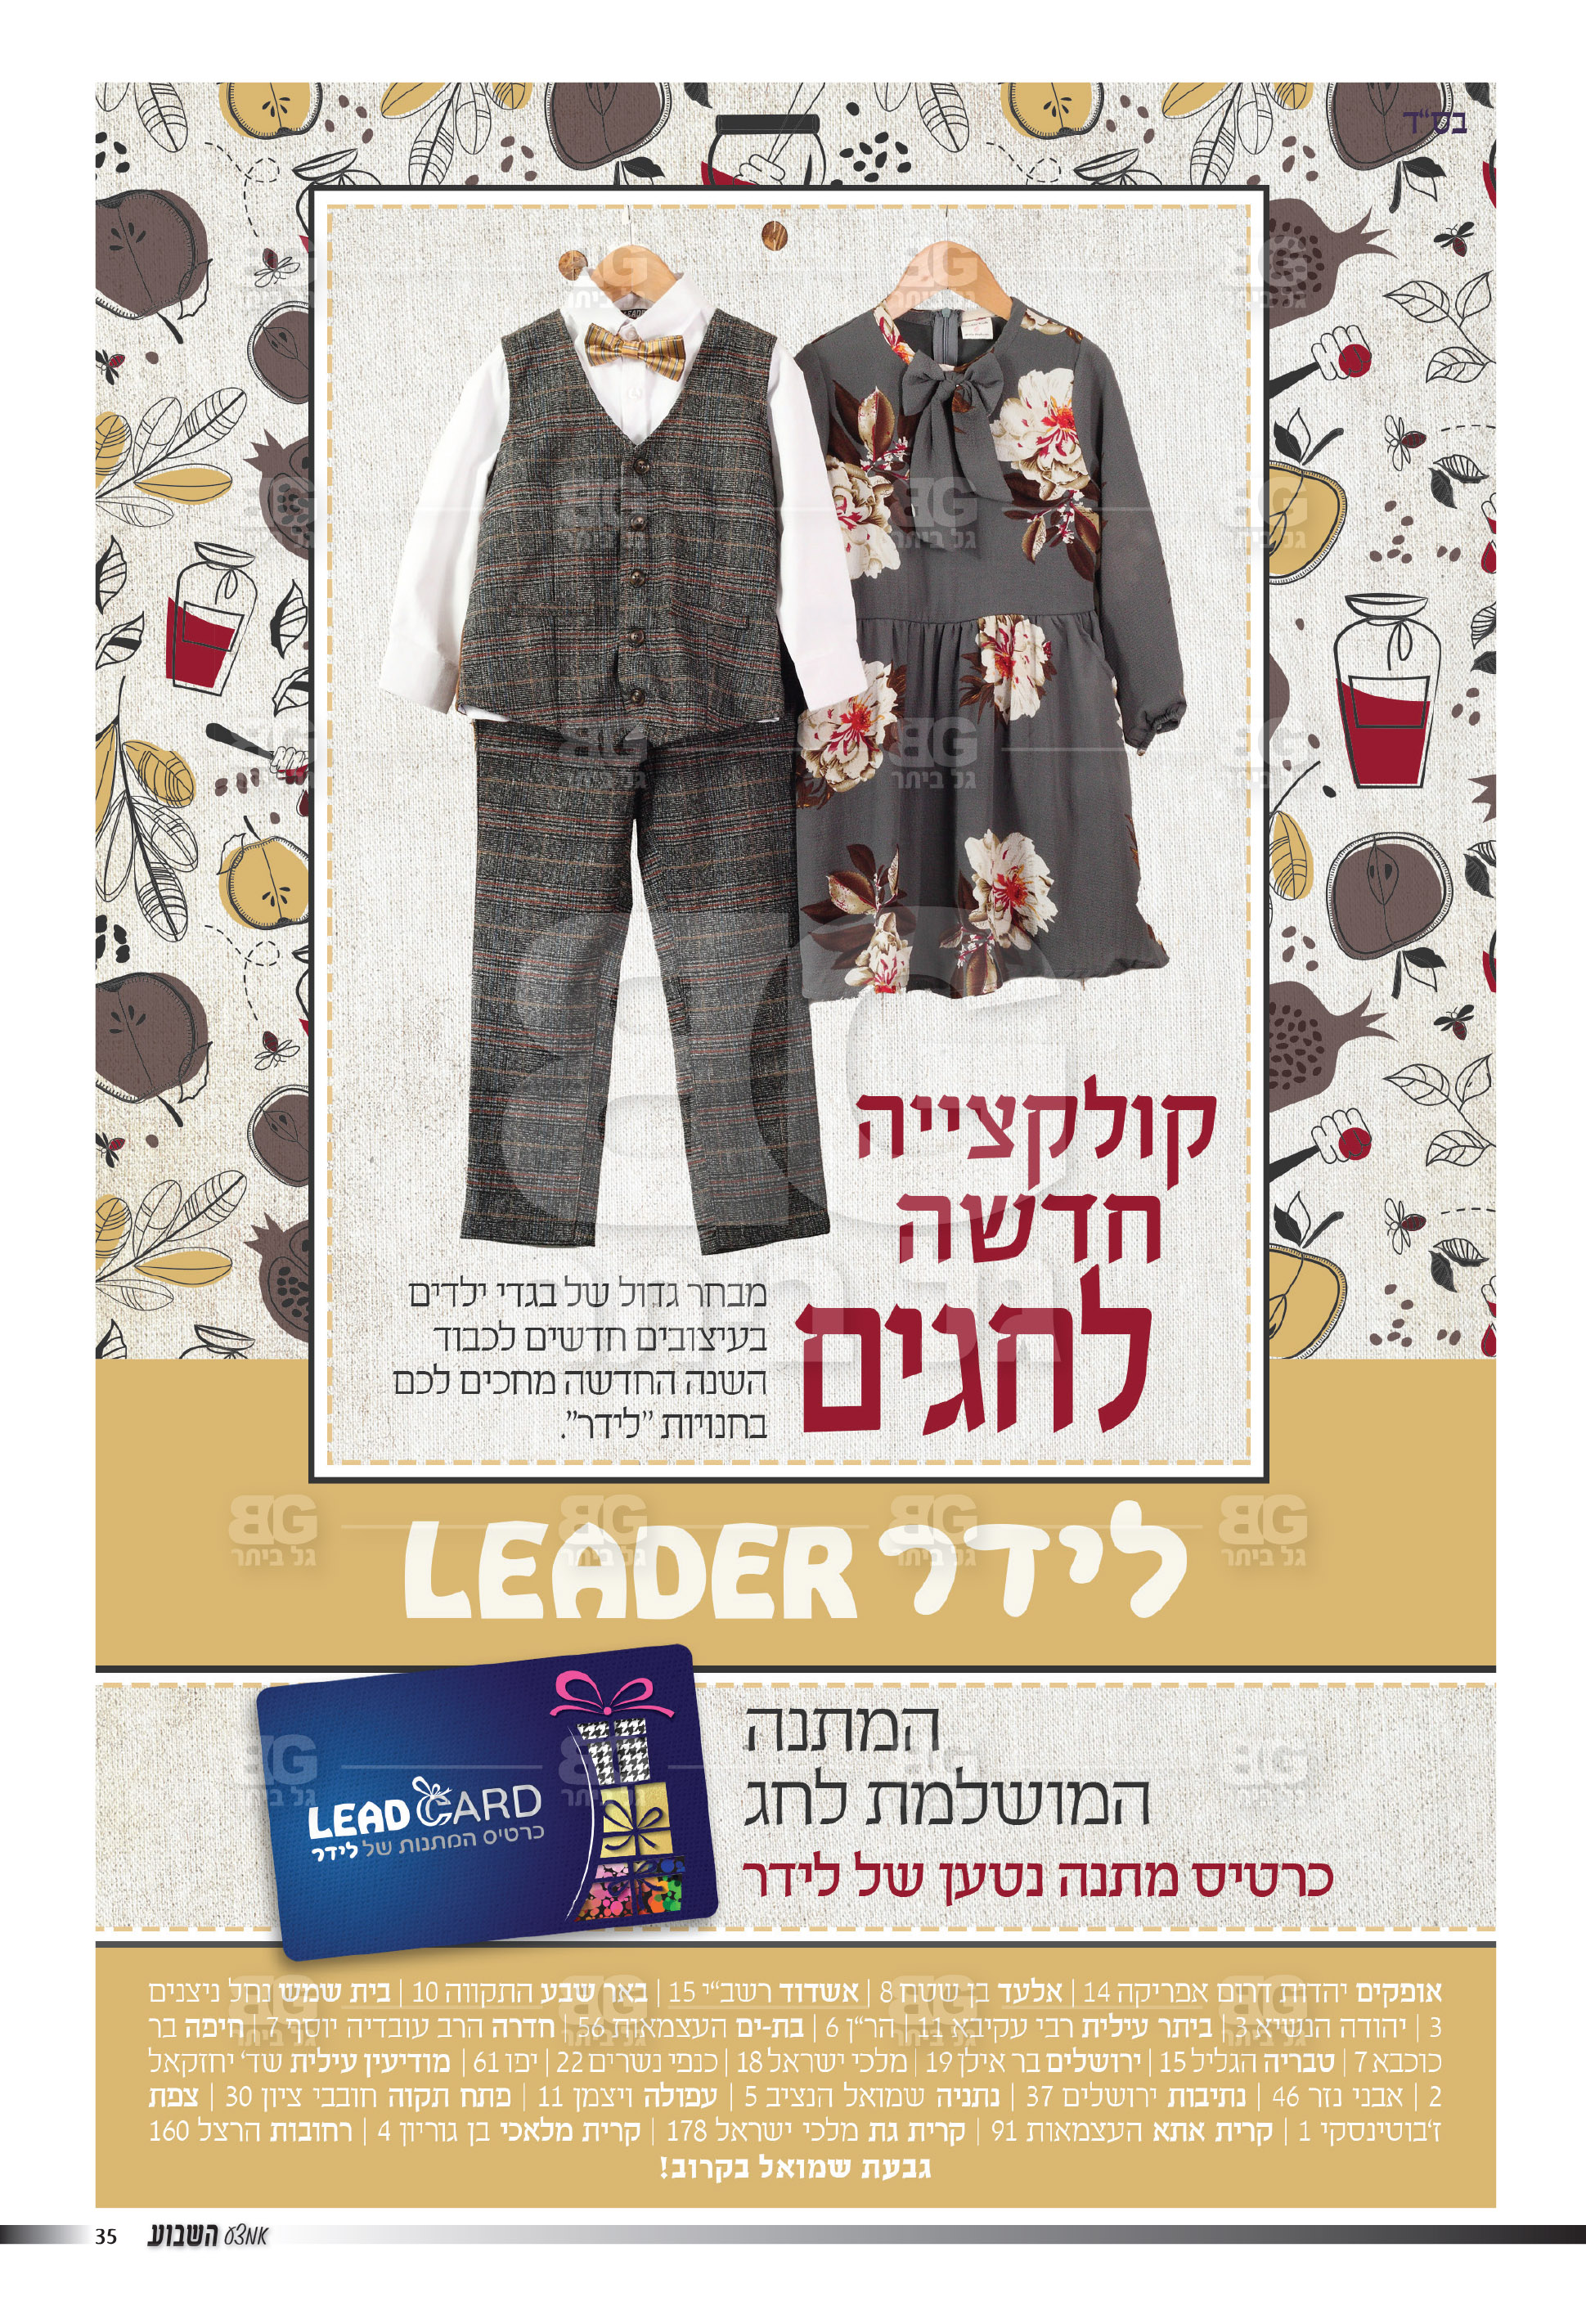 בס"ד
קולקצייה
חדשה
לחגים
מבחר גדול של בגדי ילדים
בעיצובים חדשים לכבוד
השנה החדשה מחכים לכם
בחנויות "לידר".
לידר LEADER
המתנה
המושלמת לחג
כרטיס מתנה נטען של לידר
LEADCARD
כרטיס המתנות של לידר
אופקים יהדות דרום אפריקה 14 | אלעד בן שטח 8 | אשדוד רשב"י 15 | באר שבע התקווה 10 | בית שמש נחל ניצנים
3 | יהודה הנשיא 3 | ביתר עילית רבי עקיבא 11 | הר"ן 6 | בת-ים העצמאות 56 | חדרה הרב עובדיה יוסף 7 | חיפה בר
כוכבא 7 | טבריה הגליל 15 | ירושלים בר אילן 19 | מלכי ישראל 18 | כנפי נשרים 22 | יפו 61 | מודיעין עילית שד' יחזקאל
2 | אבני נזר 46 | נתיבות ירושלים 37 | נתניה שמואל הנציב 5 | עפולה ויצמן 11 | פתח תקוה חובבי ציון 30 | צפת
ז'בוטינסקי 1 | קרית אתא העצמאות 91 | קרית גת מלכי ישראל 178 | קרית מלאכי בן גוריון 4 | רחובות הרצל 160
גבעת שמואל בקרוב!
אמצע השבוע 35
BG
גל ביתר